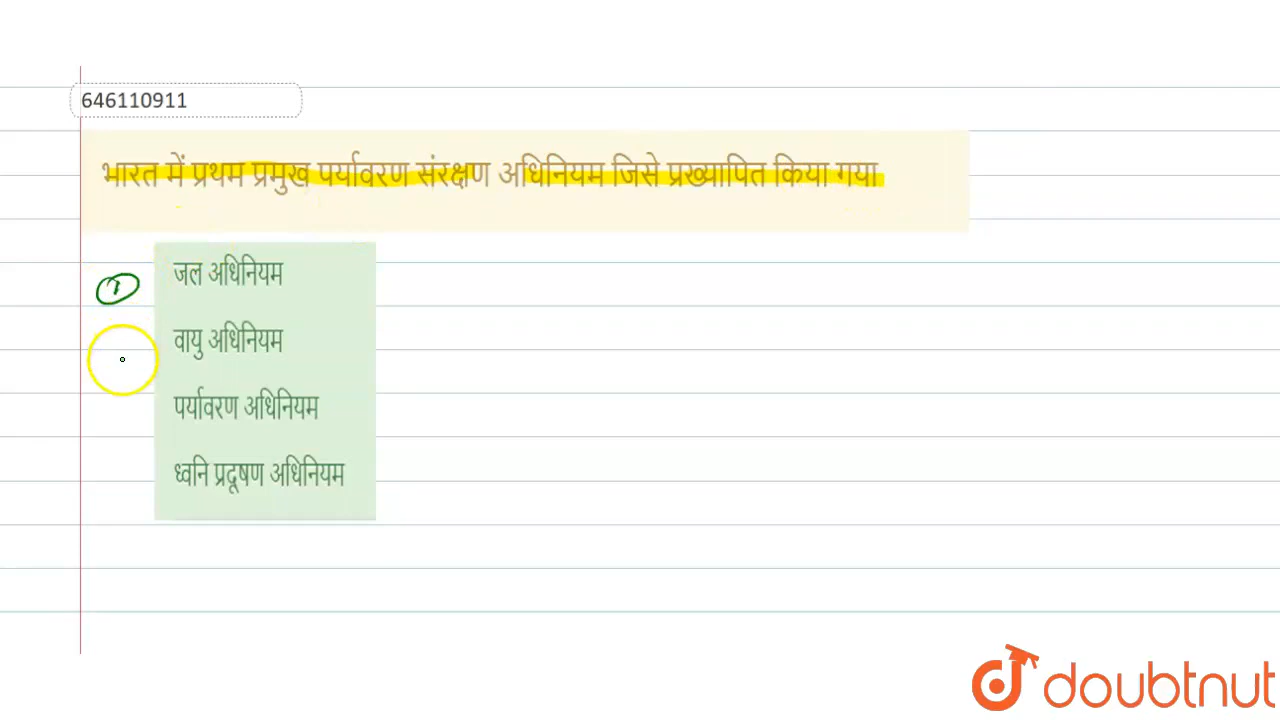 646110911
भारत में प्रथम प्रमुख पर्यावरण संरक्षण अधिनियम जिसे प्रख्यापित किया गया
1
जल अधिनियम
वायु अधिनियम
पर्यावरण अधिनियम
ध्वनि प्रदूषण अधिनियम
doubtnut